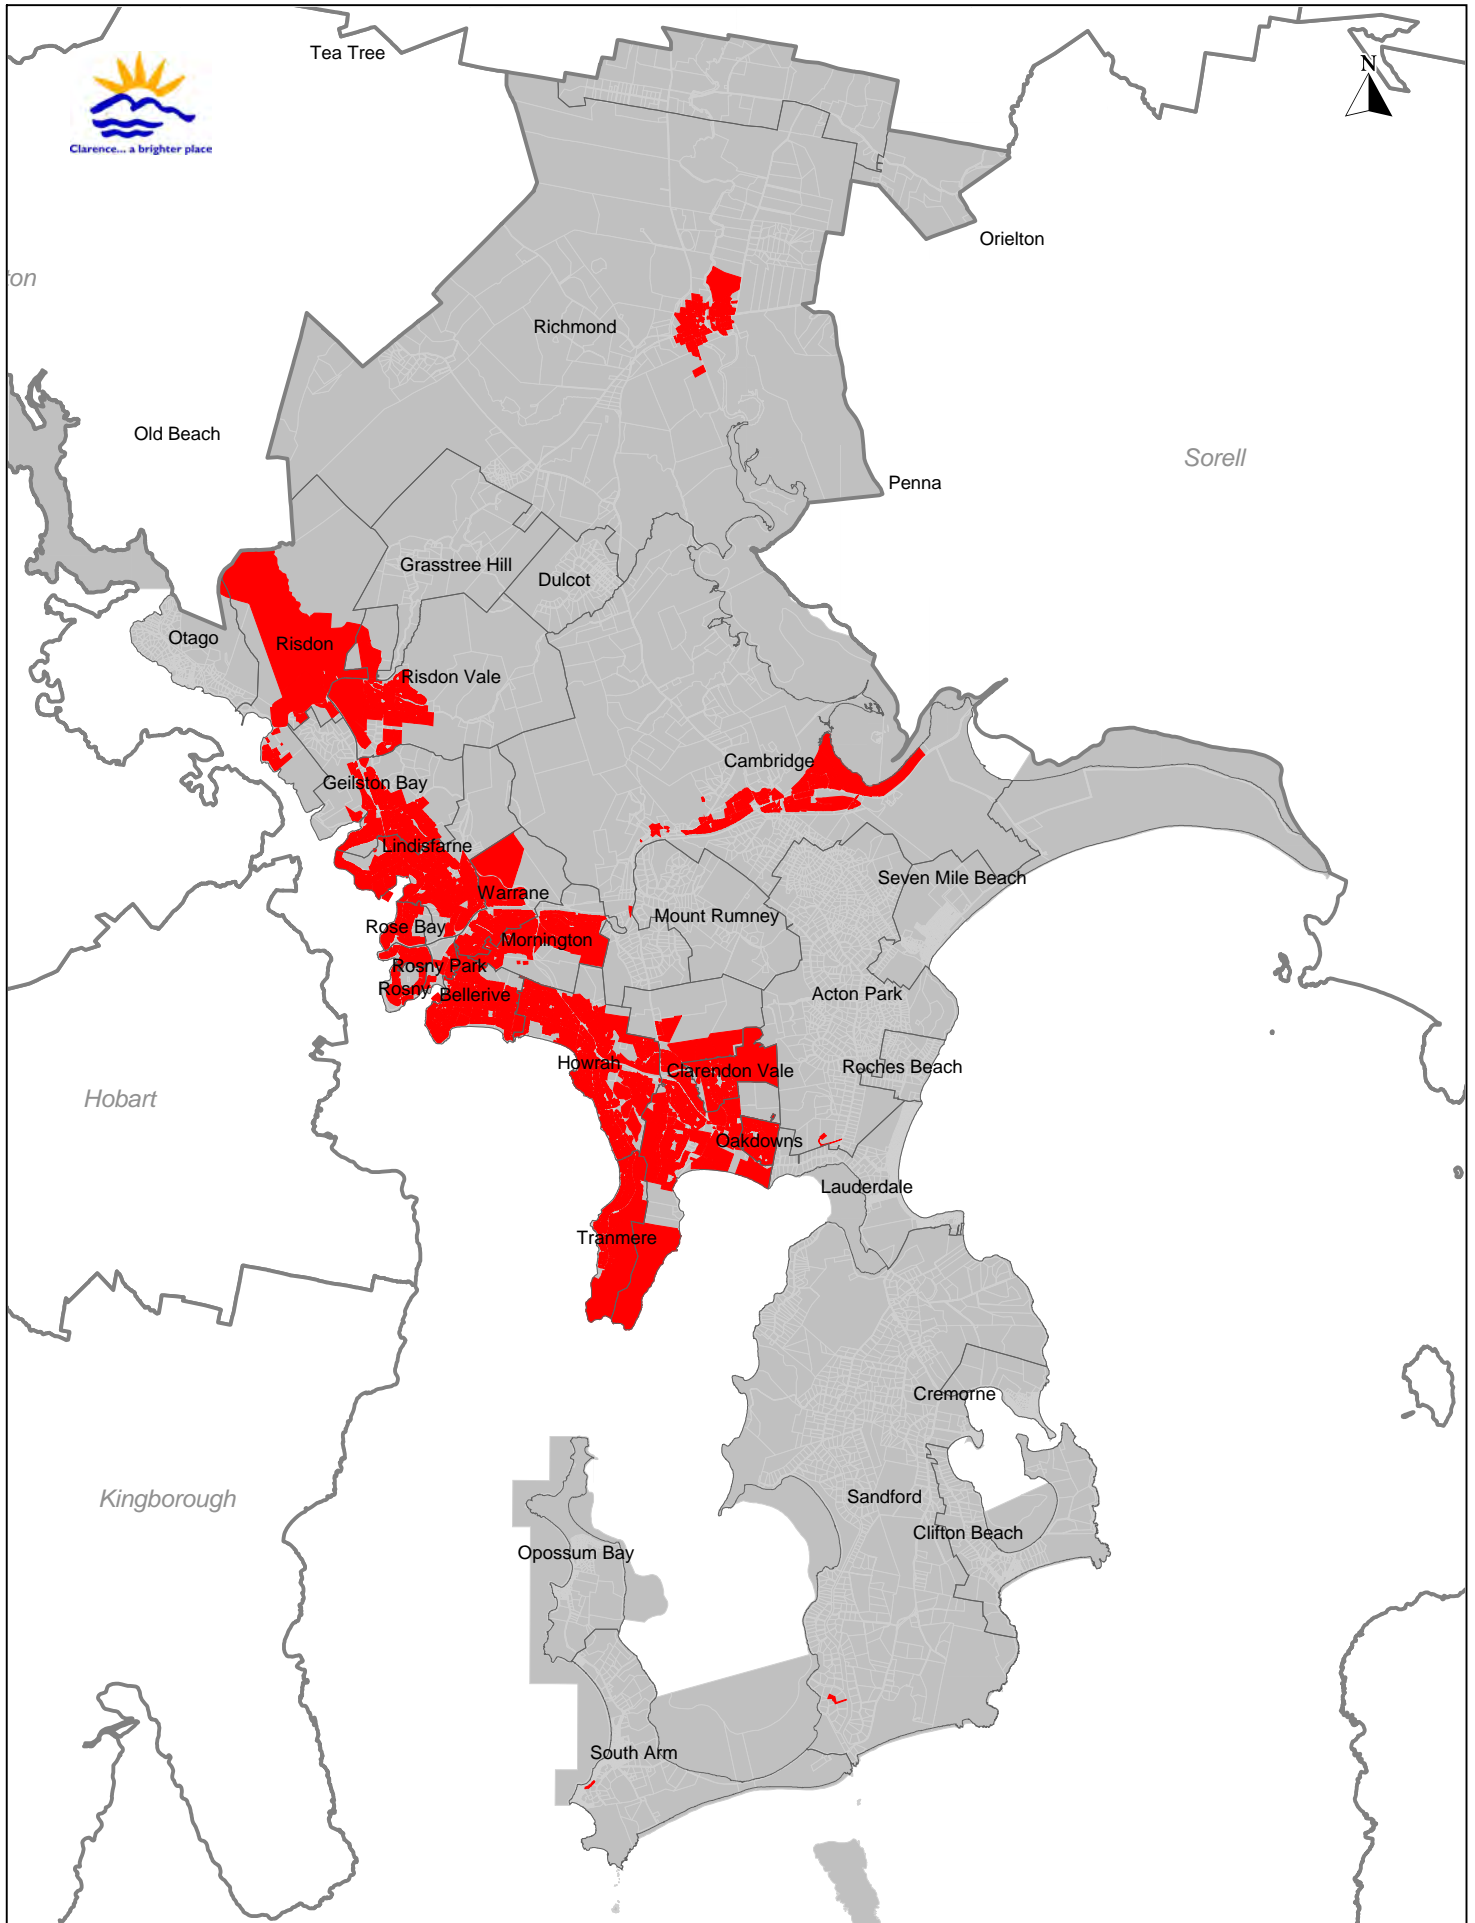 Tea Tree
N
Clarence... a brighter place
Orielton
ton
Richmond
Old Beach
Sorell
Penna
Grasstree Hill
Dulcot
Otago
Risdon
Risdon Vale
Cambridge
Geilston Bay
Lindisfarne
Seven Mile Beach
Warrane
Mount Rumney
Rose Bay
Mornington
Rosny Park
Rosny
Bellerive
Acton Park
Howrah
Clarendon Vale
Roches Beach
Hobart
Oakdowns
Lauderdale
Tranmere
Cremorne
Kingborough
Sandford
Clifton Beach
Opossum Bay
South Arm